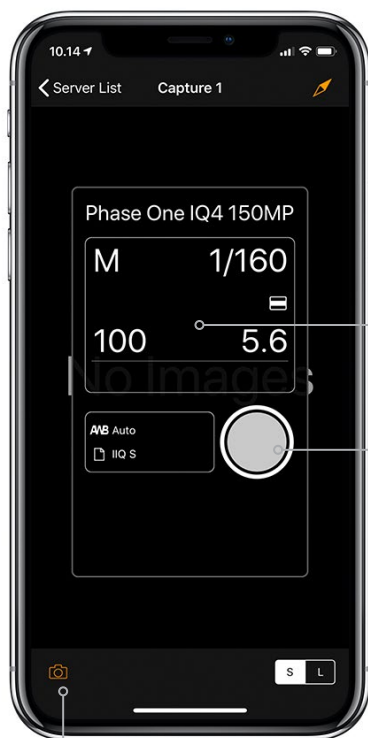 10.14
Server List
Capture 1
Phase One IQ4 150MP
M
1/160
100
5.6
No Images
AWB Auto
IIQ S
S L